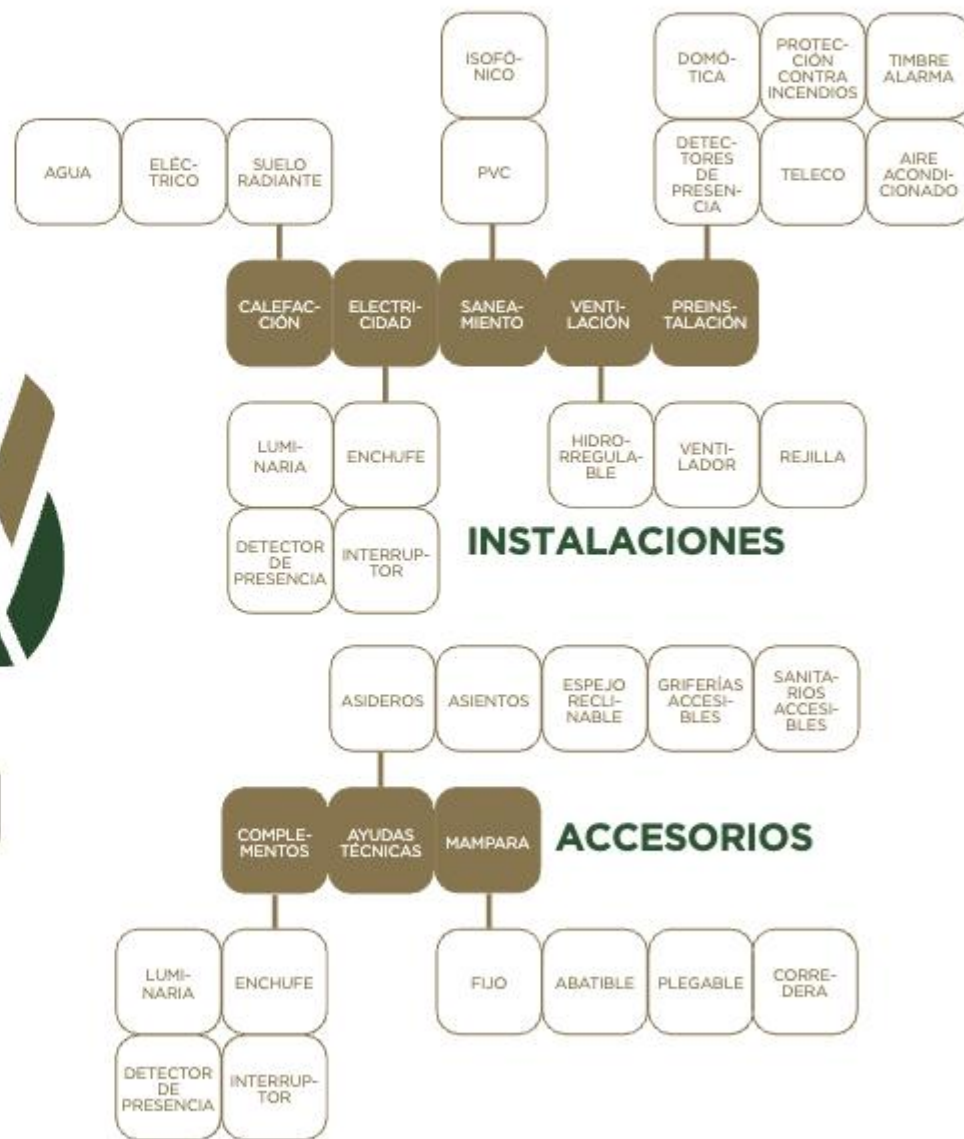 ISOFÓ-
NICO
DOMÓ-
TICA
PROTEC-
CIÓN
CONTRA
INCENDIOS
TIMBRE
ALARMA
AGUA
ELÉC-
TRICO
SUELO
RADIANTE
PVC
DETEC-
TORES
DE
PRESEN-
CIA
TELECO
AIRE
ACONDI-
CIONADO
CALEFAC-
CIÓN
ELECTRI-
CIDAD
SANEA-
MIENTO
VENTI-
LACIÓN
PREINS-
TALACIÓN
LUMI-
NARIA
ENCHUFE
HIDRO-
RREGULA-
BLE
VENTI-
LADOR
REJILLA
DETECTOR
DE
PRESENCIA
INTERRUP-
TOR
INSTALACIONES
ASIDEROS
ASIENTOS
ESPEJO
RECLI-
NABLE
GRIFERÍAS
ACCESI-
BLES
SANITA-
RIOS
ACCESI-
BLES
COMPLE-
MENTOS
AYUDAS
TÉCNICAS
MAMPARA
ACCESORIOS
LUMI-
NARIA
ENCHUFE
FIJO
ABATIBLE
PLEGABLE
CORRE-
DERA
DETECTOR
DE
PRESENCIA
INTERRUP-
TOR